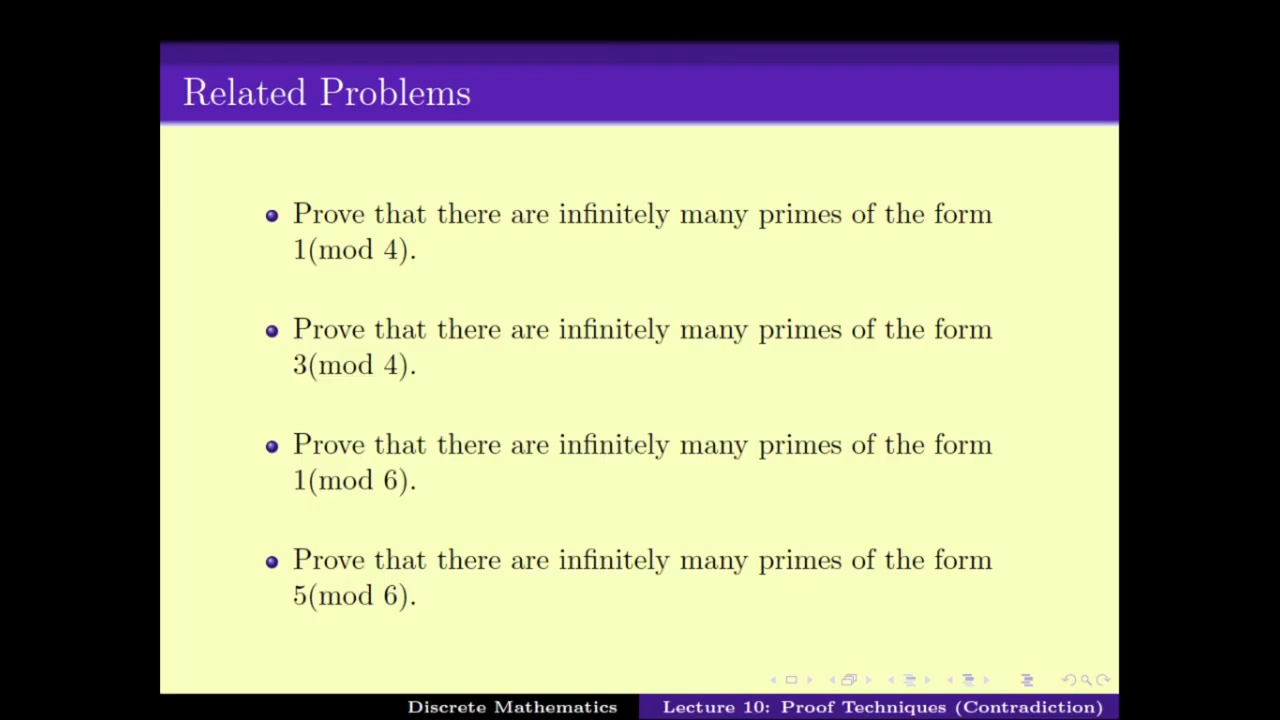 Related Problems
Prove that there are infinitely many primes of the form
1(mod 4).
Prove that there are infinitely many primes of the form
3(mod 4).
Prove that there are infinitely many primes of the form
1(mod 6).
Prove that there are infinitely many primes of the form
5(mod 6).
Discrete Mathematics Lecture 10: Proof Techniques (Contradiction)